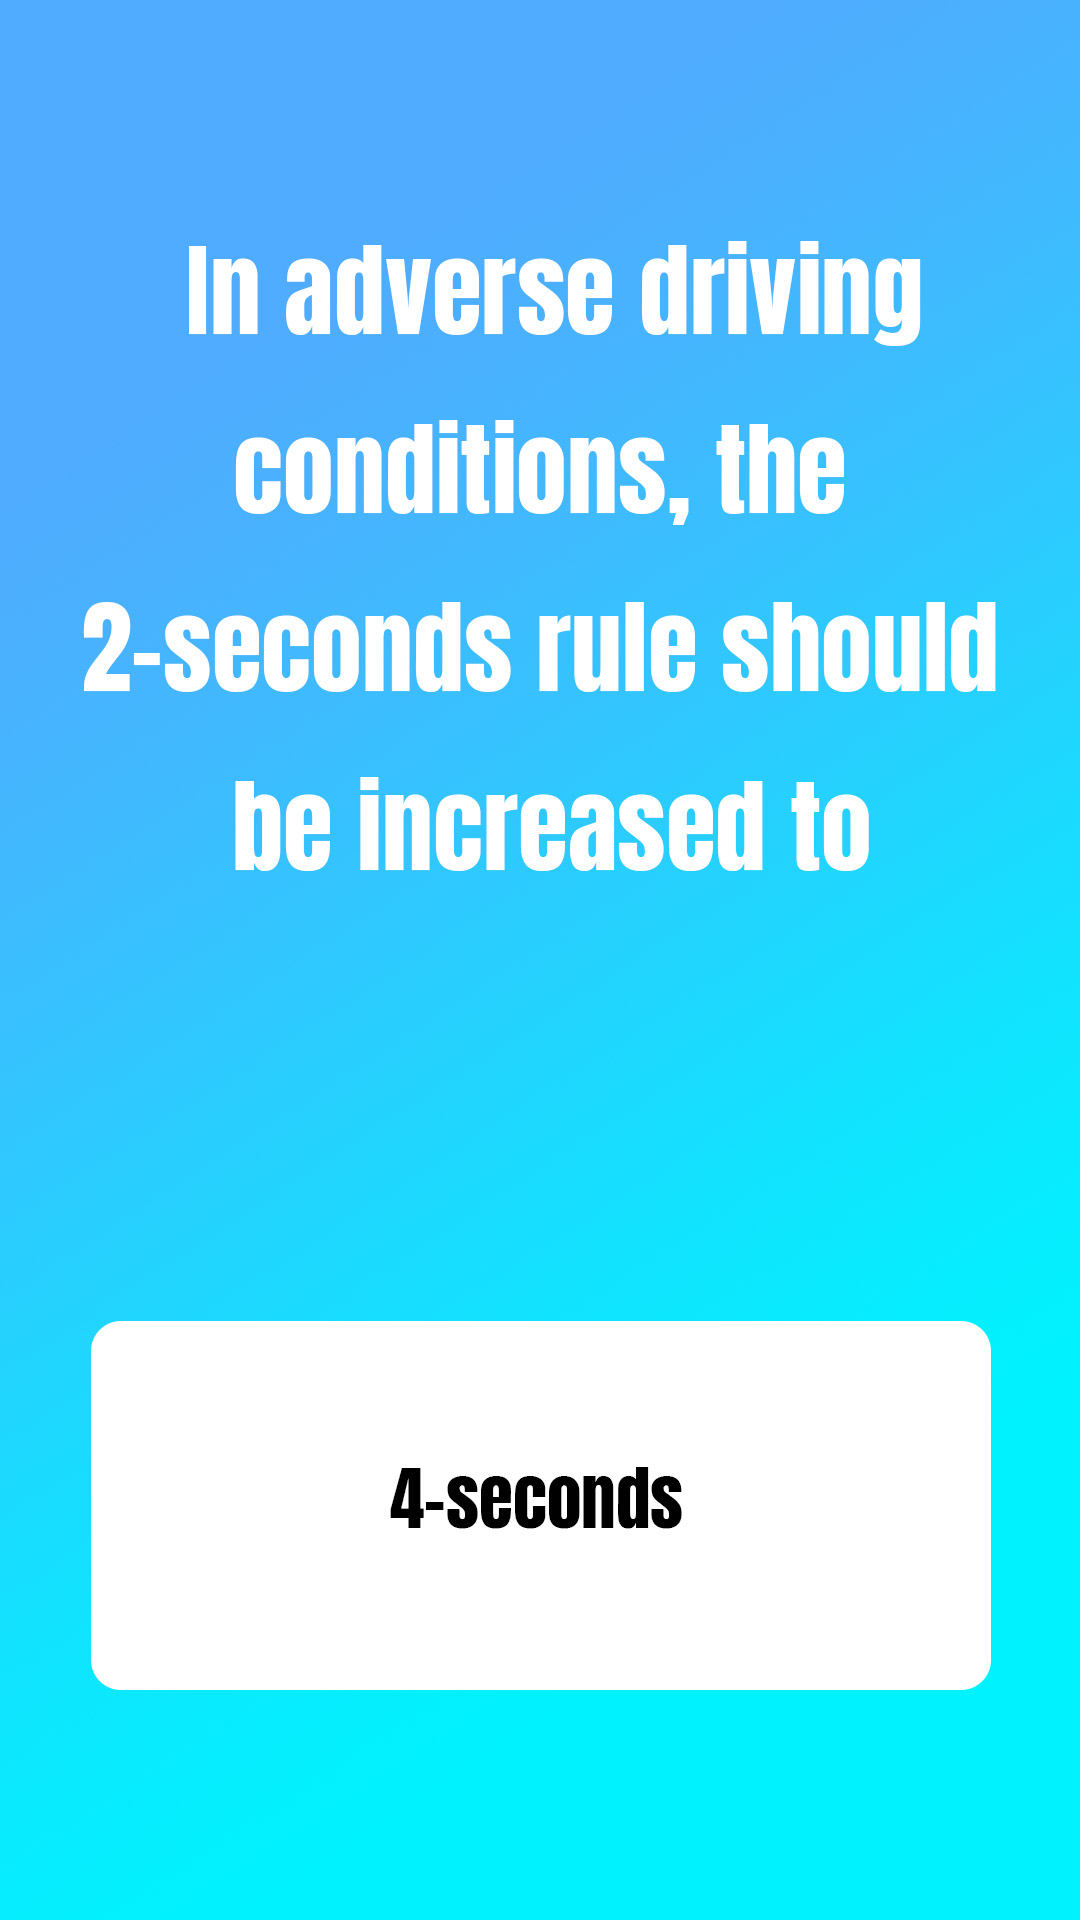 In adverse driving
conditions, the
2-seconds rule should
be increased to
4-seconds